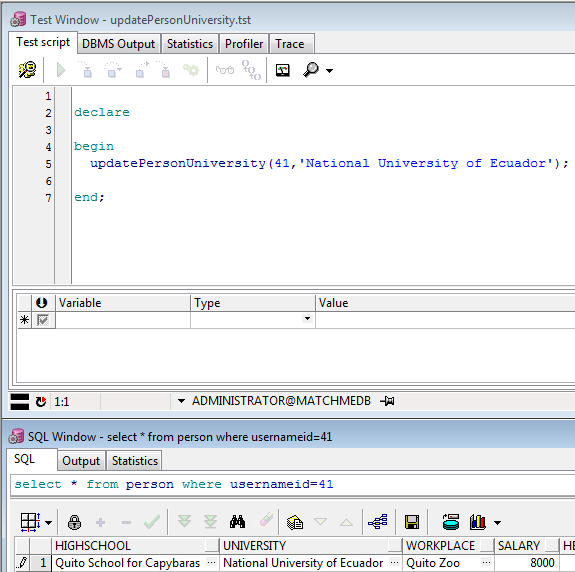 Test Window - updatePersonUniversity.tst
Test script DBMS Output Statistics Profiler Trace
1
2 declare
3
4 begin
5 updatePersonUniversity(41,'National University of Ecuador');
6
7 end;
Variable Type Value
1:1 ADMINISTRATOR@MATCHMEDB
SQL Window - select * from person where usernameid=41
SQL Output Statistics
select * from person where usernameid=41
HIGHSCHOOL ... UNIVERSITY ... WORKPLACE ... SALARY HE
1 Quito School for Capybaras ... National University of Ecuador ... Quito Zoo ... 8000